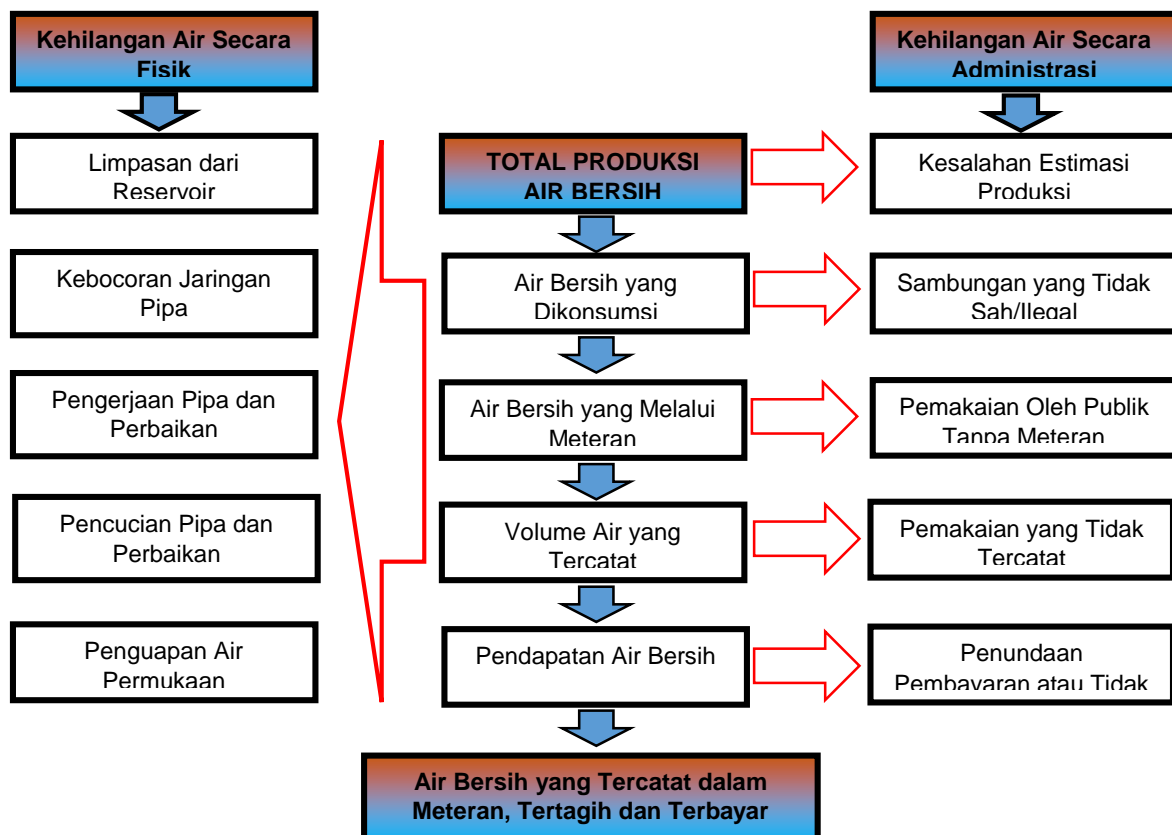 Kehilangan Air Secara
Fisik
Limpasan dari
Reservoir
Kebocoran Jaringan
Pipa
Pengerjaan Pipa dan
Perbaikan
Pencucian Pipa dan
Perbaikan
Penguapan Air
Permukaan
TOTAL PRODUKSI
AIR BERSIH
Air Bersih yang
Dikonsumsi
Air Bersih yang Melalui
Meteran
Volume Air yang
Tercatat
Pendapatan Air Bersih
Air Bersih yang Tercatat dalam
Meteran, Tertagih dan Terbayar
Kehilangan Air Secara
Administrasi
Kesalahan Estimasi
Produksi
Sambungan yang Tidak
Sah/Ilegal
Pemakaian Oleh Publik
Tanpa Meteran
Pemakaian yang Tidak
Tercatat
Penundaan
Pembayaran atau Tidak